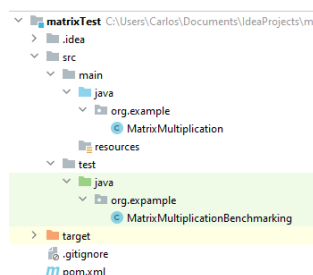 matrixTest C:\Users\Carlos\Documents\IdeaProjects\m
.idea
src
main
java
org.example
MatrixMultiplication
resources
test
java
org.expample
MatrixMultiplicationBenchmarking
target
.gitignore
pom.xml